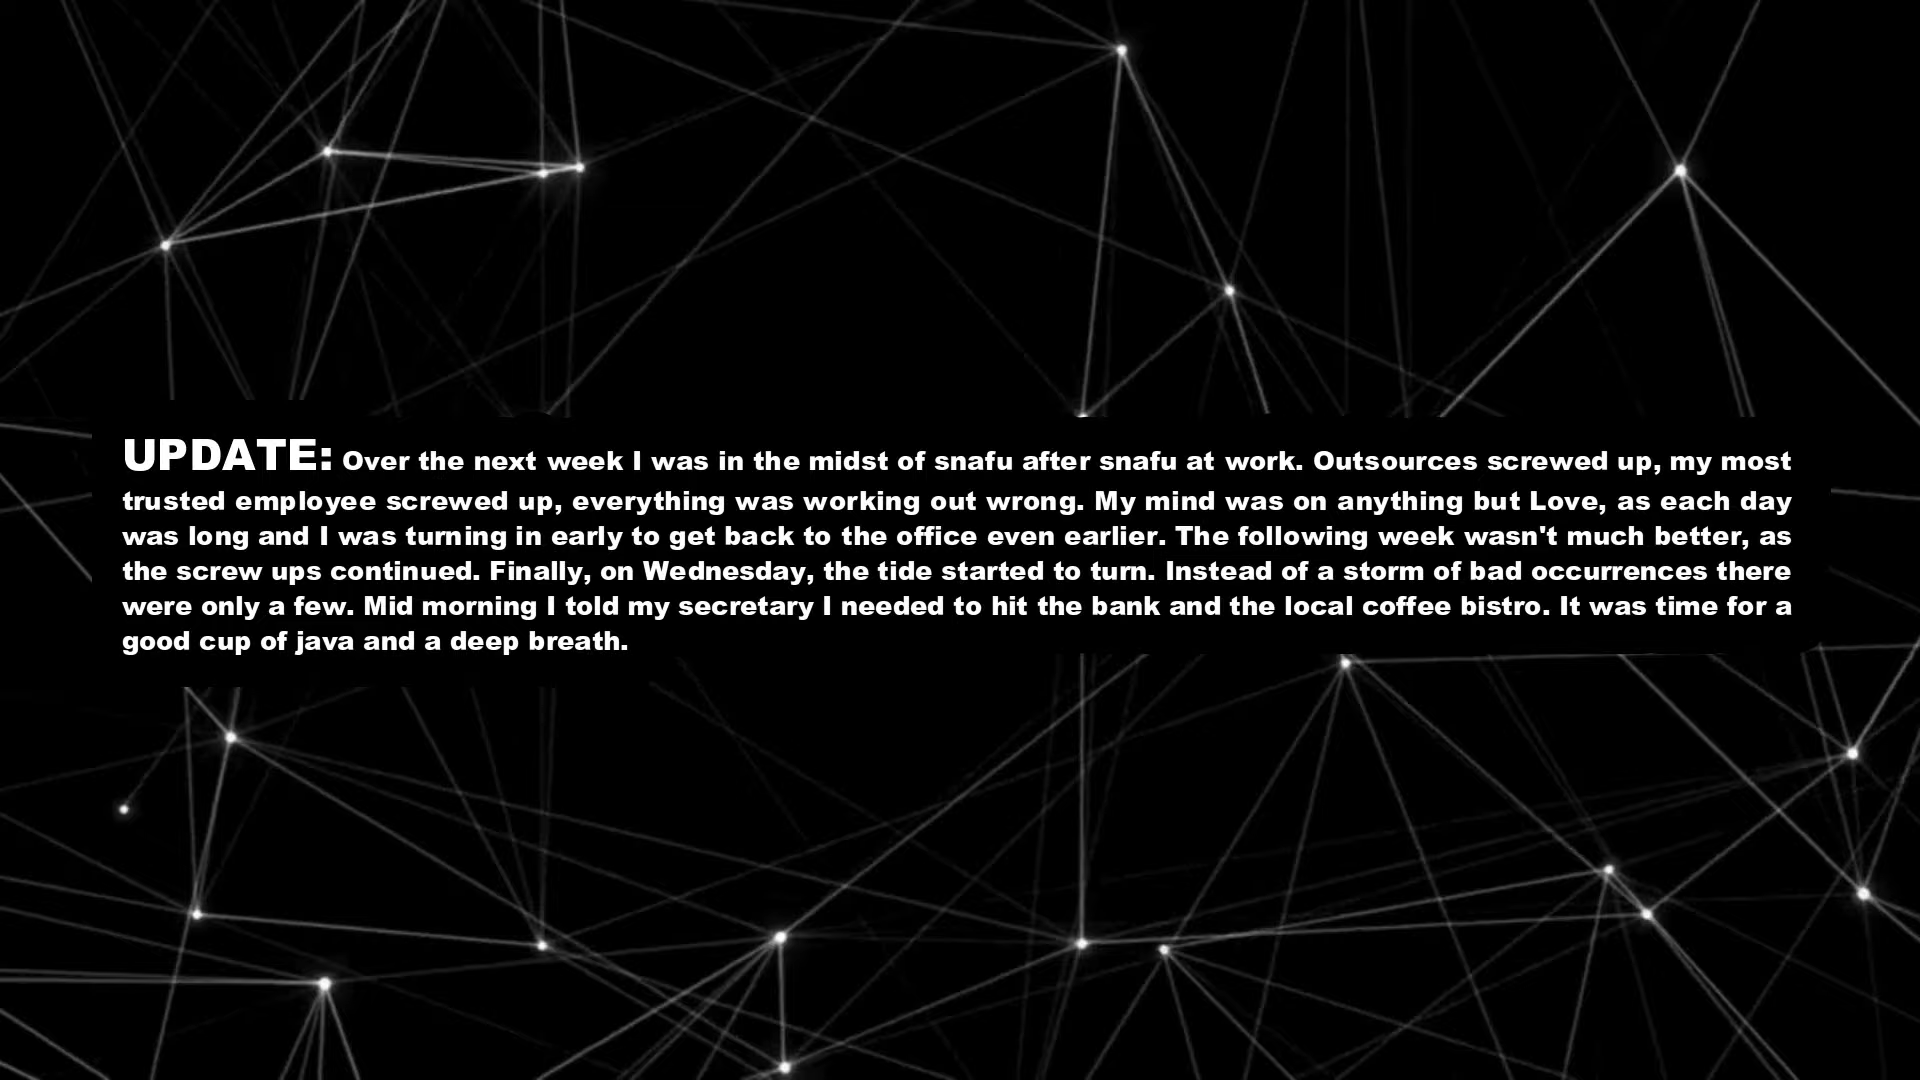 UPDATE: Over the next week I was in the midst of snafu after snafu at work. Outsources screwed up, my most
trusted employee screwed up, everything was working out wrong. My mind was on anything but Love, as each day
was long and I was turning in early to get back to the office even earlier. The following week wasn't much better, as
the screw ups continued. Finally, on Wednesday, the tide started to turn. Instead of a storm of bad occurrences there
were only a few. Mid morning I told my secretary I needed to hit the bank and the local coffee bistro. It was time for a
good cup of java and a deep breath.